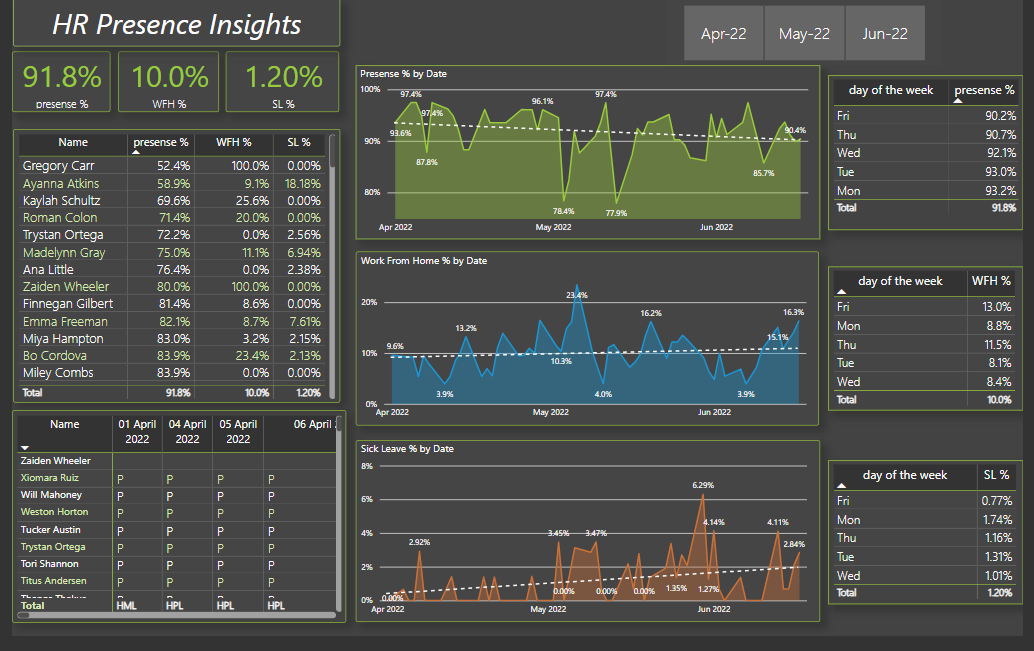 HR Presence Insights
Apr-22 May-22 Jun-22
91.8% 10.0% 1.20%
presense % WFH % SL %
Name presense % WFH % SL %
Gregory Carr 52.4% 100.0% 0.00%
Ayanna Atkins 58.9% 9.1% 18.18%
Kaylah Schultz 69.6% 25.6% 0.00%
Roman Colon 71.4% 20.0% 0.00%
Trystan Ortega 72.2% 0.0% 2.56%
Madelynn Gray 75.0% 11.1% 6.94%
Ana Little 76.4% 0.0% 2.38%
Zaiden Wheeler 80.0% 100.0% 0.00%
Finnegan Gilbert 81.4% 8.6% 0.00%
Emma Freeman 82.1% 8.7% 7.61%
Miya Hampton 83.0% 3.2% 2.15%
Bo Cordova 83.9% 23.4% 2.13%
Miley Combs 83.9% 0.0% 0.00%
Total 91.8% 10.0% 1.20%
Name 01 April 2022 04 April 2022 05 April 2022 06 April
Zaiden Wheeler
Xiomara Ruiz P P P P
Will Mahoney P P P P
Weston Horton P P P P
Tucker Austin P P P P
Trystan Ortega P P P P
Tori Shannon P P P P
Titus Andersen P P P P
Total HML HPL HPL HPL
Presense % by Date
100%
97.4% 96.1% 97.4%
97.4%
93.6% 90.4%
90%
87.8% 85.7%
80%
78.4% 77.9%
Apr 2022 May 2022 Jun 2022
Work From Home % by Date
23.4%
20%
13.2% 16.2% 16.3%
15.1%
9.6%
10% 10.3%
3.9% 4.0% 3.9%
0%
Apr 2022 May 2022 Jun 2022
Sick Leave % by Date
8%
6.29%
6%
4.14% 4.11%
4% 3.45% 3.47%
2.92% 2.84%
2%
0.00% 0.00% 0.00% 1.35% 1.27%
0% 0.00%
Apr 2022 May 2022 Jun 2022
day of the week presense %
Fri 90.2%
Thu 90.7%
Wed 92.1%
Tue 93.0%
Mon 93.2%
Total 91.8%
day of the week WFH %
Fri 13.0%
Mon 8.8%
Thu 11.5%
Tue 8.1%
Wed 8.4%
Total 10.0%
day of the week SL %
Fri 0.77%
Mon 1.74%
Thu 1.16%
Tue 1.31%
Wed 1.01%
Total 1.20%